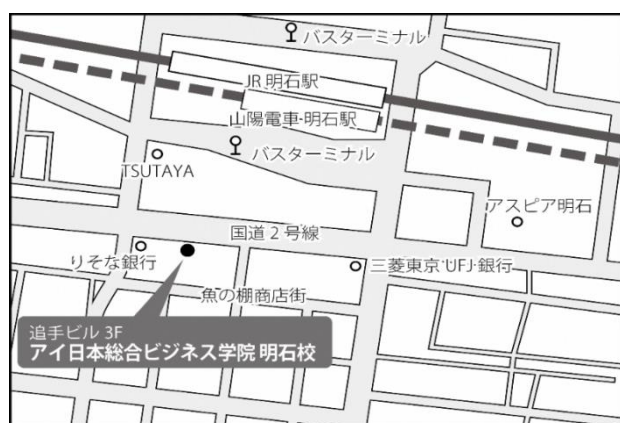 バスターミナル
JR 明石駅
山陽電車・明石駅
バスターミナル
TSUTAYA
アスピア明石
国道 2 号線
りそな銀行
三菱東京 UFJ 銀行
魚の棚商店街
追手ビル 3F
アイ日本総合ビジネス学院 明石校